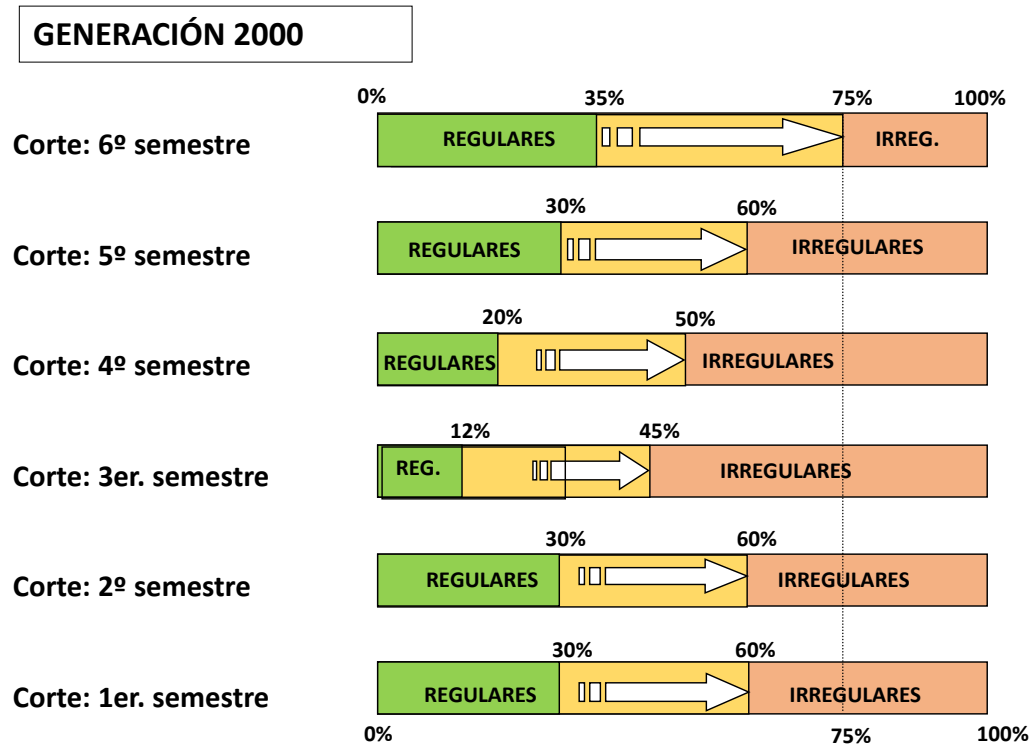 GENERACIÓN 2000
0% 35% 75% 100%
Corte: 6º semestre REGULARES IRREG.
30% 60%
Corte: 5º semestre REGULARES IRREGULARES
20% 50%
Corte: 4º semestre REGULARES IRREGULARES
12% 45%
Corte: 3er. semestre REG. IRREGULARES
30% 60%
Corte: 2º semestre REGULARES IRREGULARES
30% 60%
Corte: 1er. semestre REGULARES IRREGULARES
0% 75% 100%